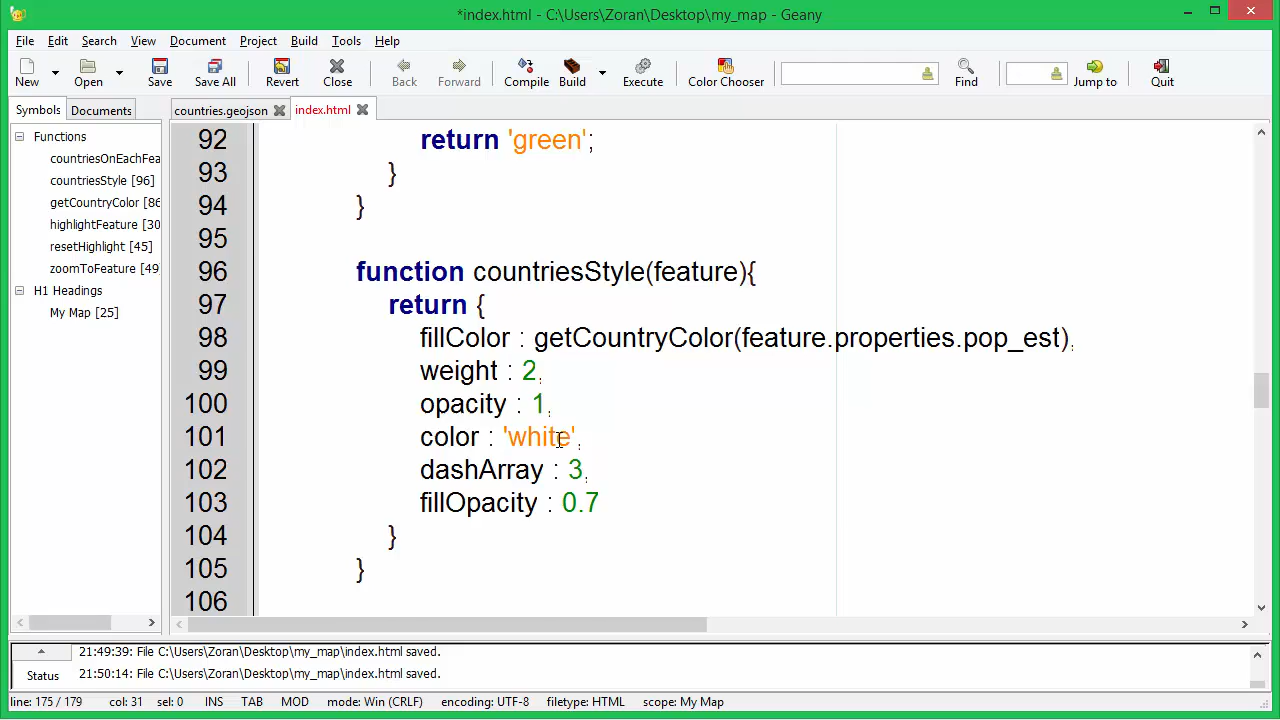 *index.html - C:\Users\Zoran\Desktop\my_map - Geany
File Edit Search View Document Project Build Tools Help
New Open Save Save All Revert Close Back Forward Compile Build Execute Color Chooser Find Jump to Quit
Symbols Documents countries.geojson index.html
Functions
countriesOnEachFea
countriesStyle [96]
getCountryColor [86
highlightFeature [30
resetHighlight [45]
zoomToFeature [49]
H1 Headings
My Map [25]
92 return 'green';
93 }
94 }
95
96 function countriesStyle(feature){
97 return {
98 fillColor : getCountryColor(feature.properties.pop_est),
99 weight : 2,
100 opacity : 1,
101 color : 'white',
102 dashArray : 3,
103 fillOpacity : 0.7
104 }
105 }
106
21:49:39: File C:\Users\Zoran\Desktop\my_map\index.html saved.
Status 21:50:14: File C:\Users\Zoran\Desktop\my_map\index.html saved.
line: 175 / 179 col: 31 sel: 0 INS TAB MOD mode: Win (CRLF) encoding: UTF-8 filetype: HTML scope: My Map